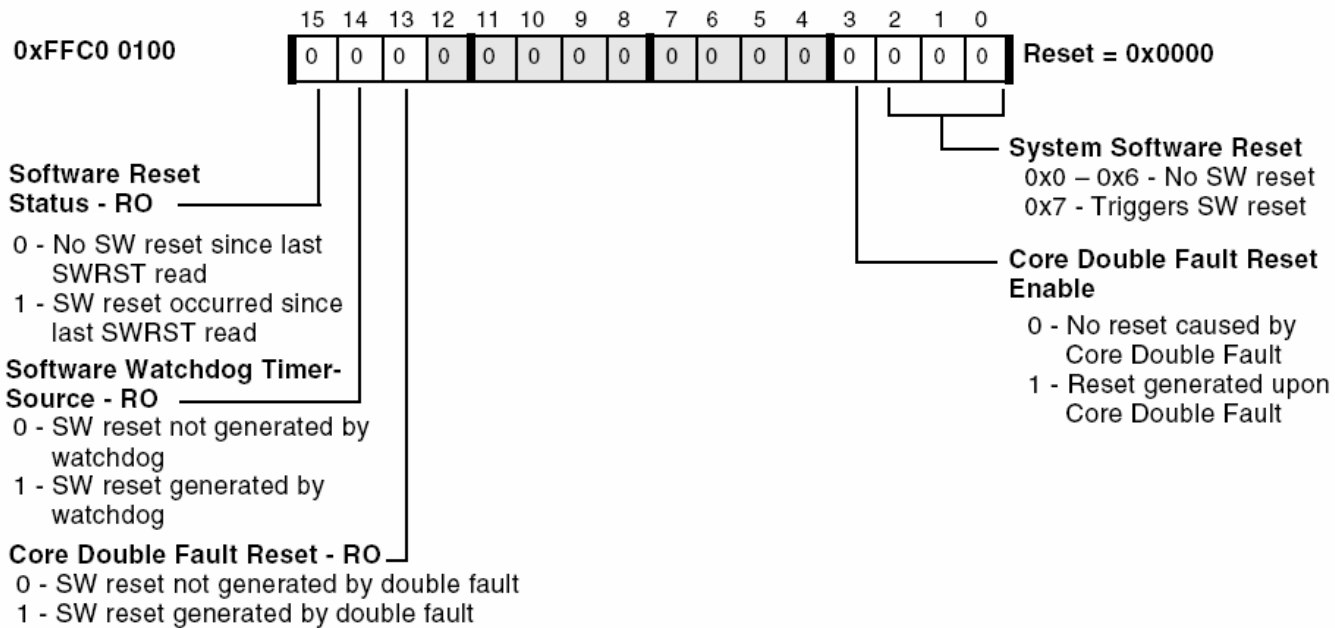 15 14 13 12 11 10 9 8 7 6 5 4 3 2 1 0
0xFFC0 0100
0 0 0 0 0 0 0 0 0 0 0 0 0 0 0 0
Reset = 0x0000
Software Reset
Status - RO
0 - No SW reset since last
SWRST read
1 - SW reset occurred since
last SWRST read
Software Watchdog Timer-
Source - RO
0 - SW reset not generated by
watchdog
1 - SW reset generated by
watchdog
Core Double Fault Reset - RO
0 - SW reset not generated by double fault
1 - SW reset generated by double fault
System Software Reset
0x0 – 0x6 - No SW reset
0x7 - Triggers SW reset
Core Double Fault Reset
Enable
0 - No reset caused by
Core Double Fault
1 - Reset generated upon
Core Double Fault